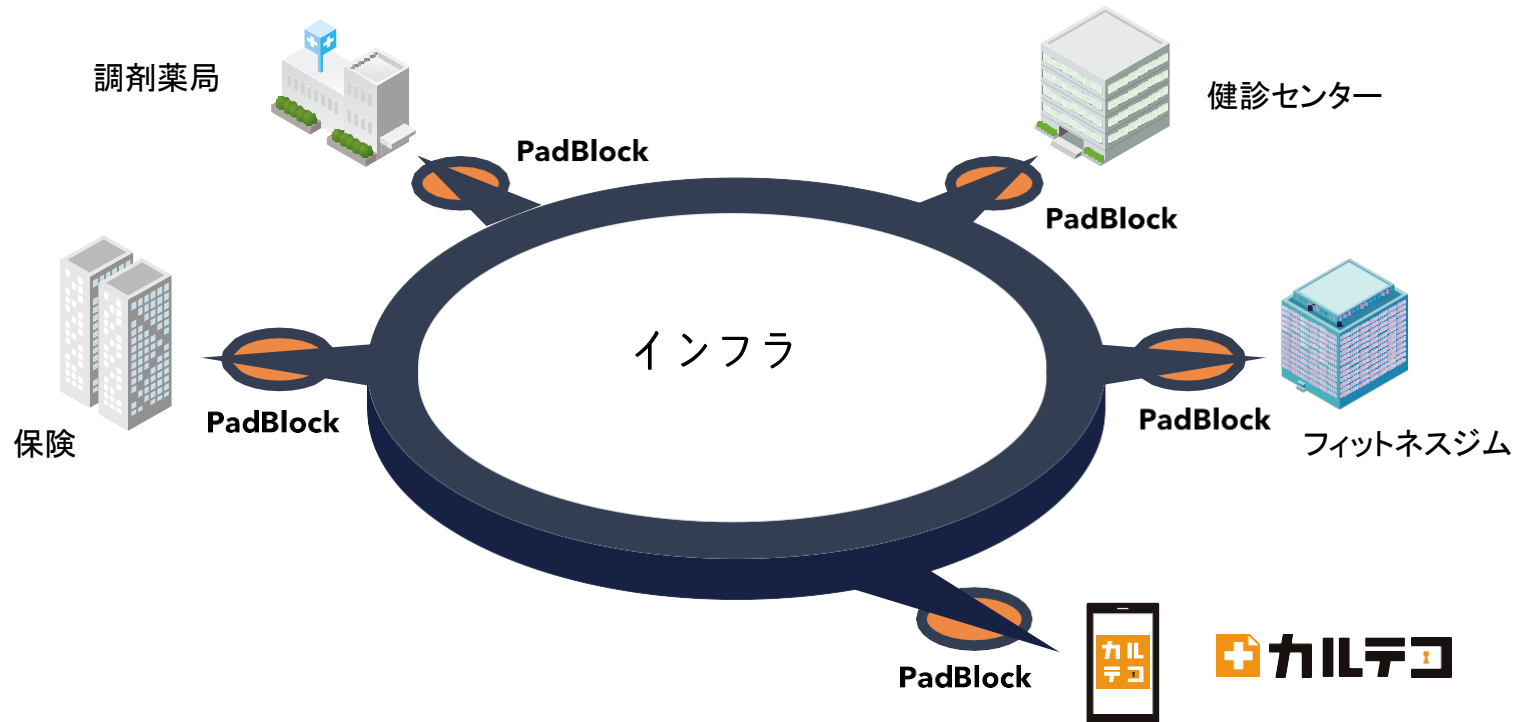 調剤薬局
健診センター
PadBlock
PadBlock
インフラ
PadBlock
PadBlock
保険
フィットネスジム
カル
テコ
カルテコ
PadBlock